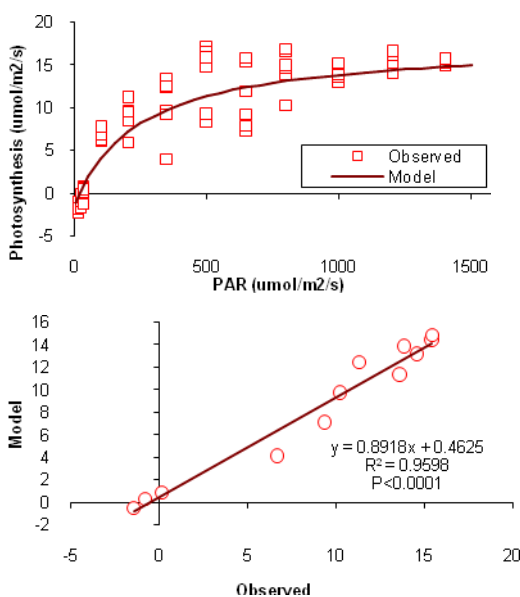 20
15
10
5
0
-5
Photosynthesis (umol/m2/s)
Observed
Model
0
500
1000
1500
PAR (umol/m2/s)
16
14
12
10
8
6
4
2
0
-2
Model
y = 0.8918x + 0.4625
R² = 0.9598
P<0.0001
-5
0
5
10
15
20
Observed